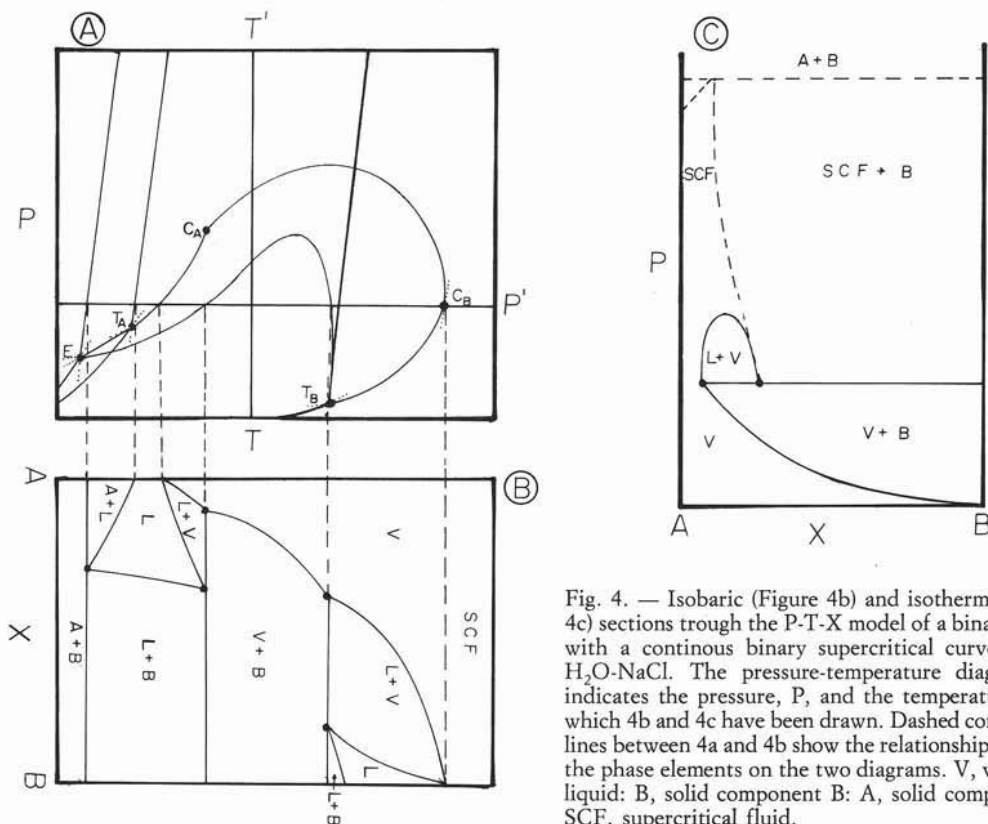 A
T'
P
C_A
T_A
E
C_B
P'
T_B
T
A
B
A+L
L
L+V
V
A+B
L+B
V+B
L+V
SCF
X
L
B
L+B
C
A+B
SCF
SCF + B
P
L+V
V
V+B
A
X
B
Fig. 4. — Isobaric (Figure 4b) and isotherm
4c) sections trough the P-T-X model of a bina
with a continous binary supercritical curv
H₂O-NaCl. The pressure-temperature diag
indicates the pressure, P, and the temperat
which 4b and 4c have been drawn. Dashed con
lines between 4a and 4b show the relationship
the phase elements on the two diagrams. V, v
liquid: B, solid component B: A, solid comp
SCF, supercritical fluid.